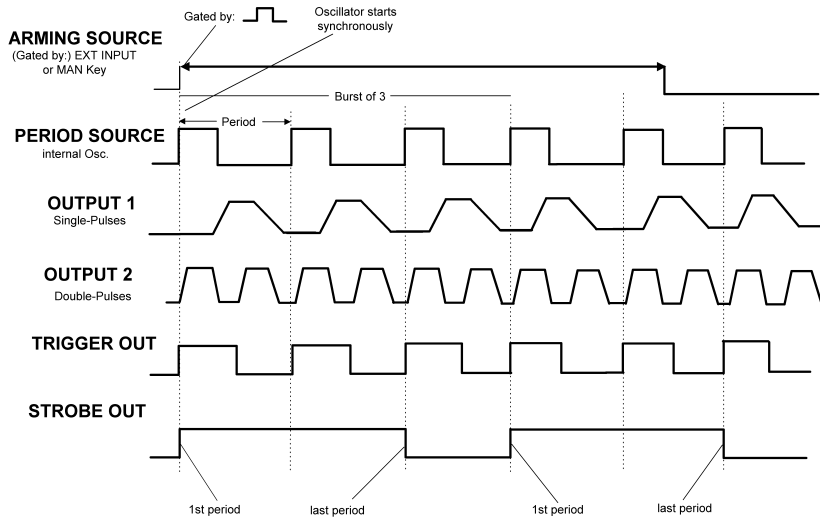 Gated by:
Oscillator starts
synchronously
ARMING SOURCE
(Gated by:) EXT INPUT
or MAN Key
Burst of 3
Period
PERIOD SOURCE
internal Osc.
OUTPUT 1
Single-Pulses
OUTPUT 2
Double-Pulses
TRIGGER OUT
STROBE OUT
1st period
last period
1st period
last period